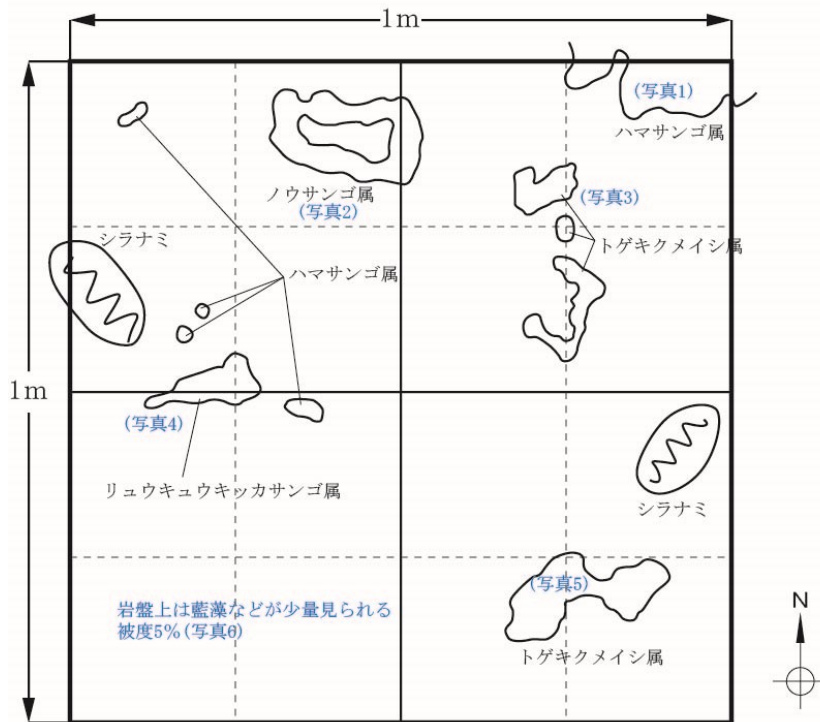 1m
(写真1)
ハマサンゴ属
ノウサンゴ属
(写真2)
(写真3)
シラナミ
トゲキクメイシ属
ハマサンゴ属
1m
(写真4)
リュウキュウキッカサンゴ属
シラナミ
(写真5)
岩盤上は藍藻などが少量見られる
被度5%(写真6)
N
トゲキクメイシ属